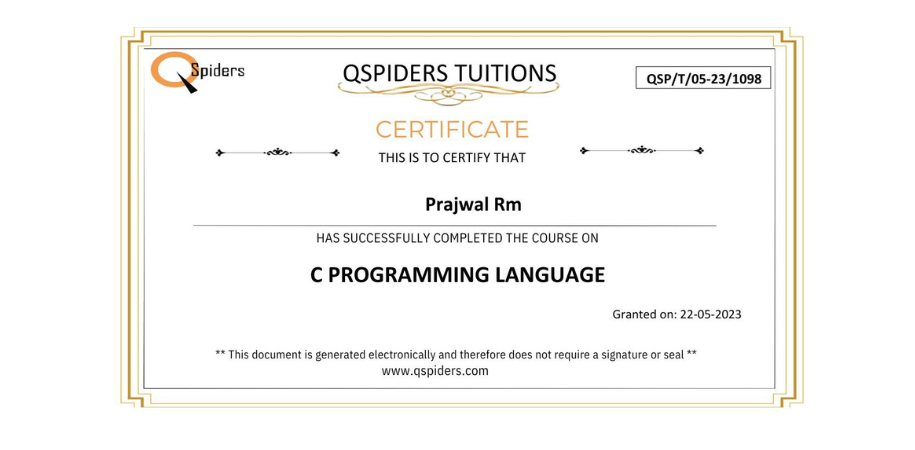 QSpiders
QSPIDERS TUITIONS
QSP/T/05-23/1098
CERTIFICATE
THIS IS TO CERTIFY THAT
Prajwal Rm
HAS SUCCESSFULLY COMPLETED THE COURSE ON
C PROGRAMMING LANGUAGE
Granted on: 22-05-2023
** This document is generated electronically and therefore does not require a signature or seal **
www.qspiders.com